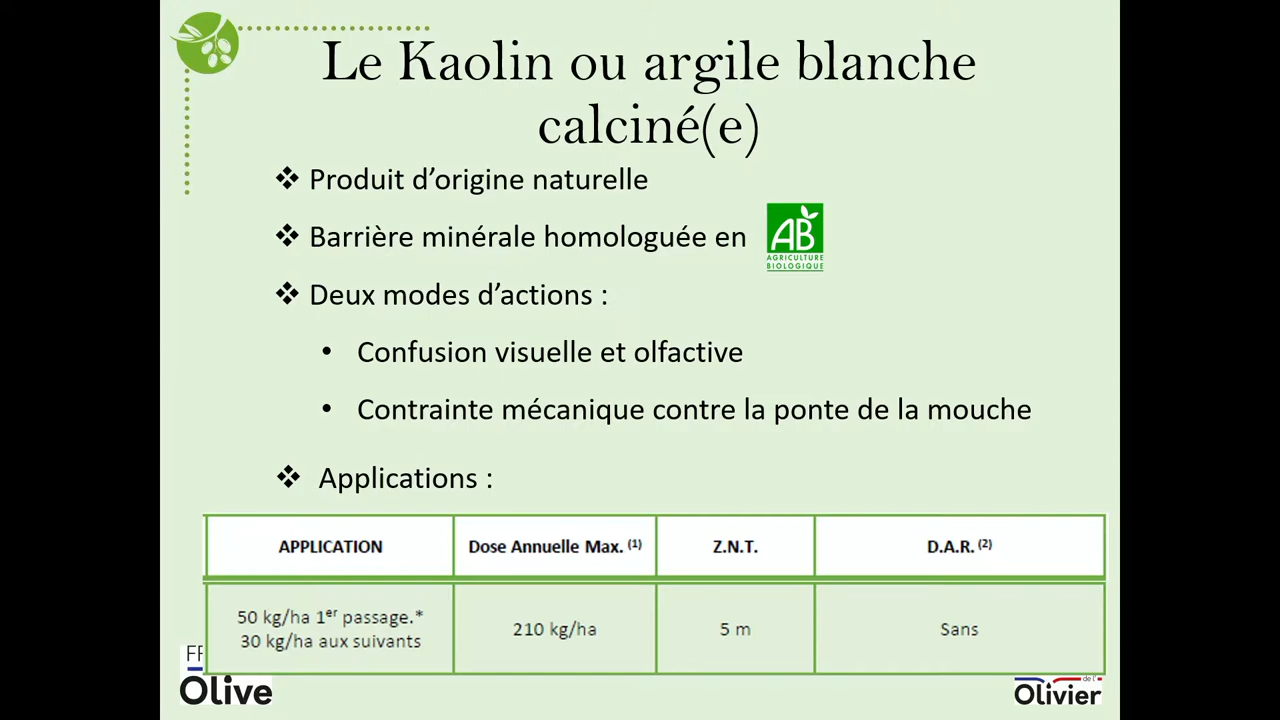 Le Kaolin ou argile blanche
calciné(e)
❖ Produit d’origine naturelle
❖ Barrière minérale homologuée en
AB
AGRICULTURE
BIOLOGIQUE
❖ Deux modes d’actions :
• Confusion visuelle et olfactive
• Contrainte mécanique contre la ponte de la mouche
❖ Applications :
APPLICATION
Dose Annuelle Max. (1)
Z.N.T.
D.A.R. (2)
50 kg/ha 1er passage.*
30 kg/ha aux suivants
210 kg/ha
5 m
Sans
Olive
de l'
Olivier